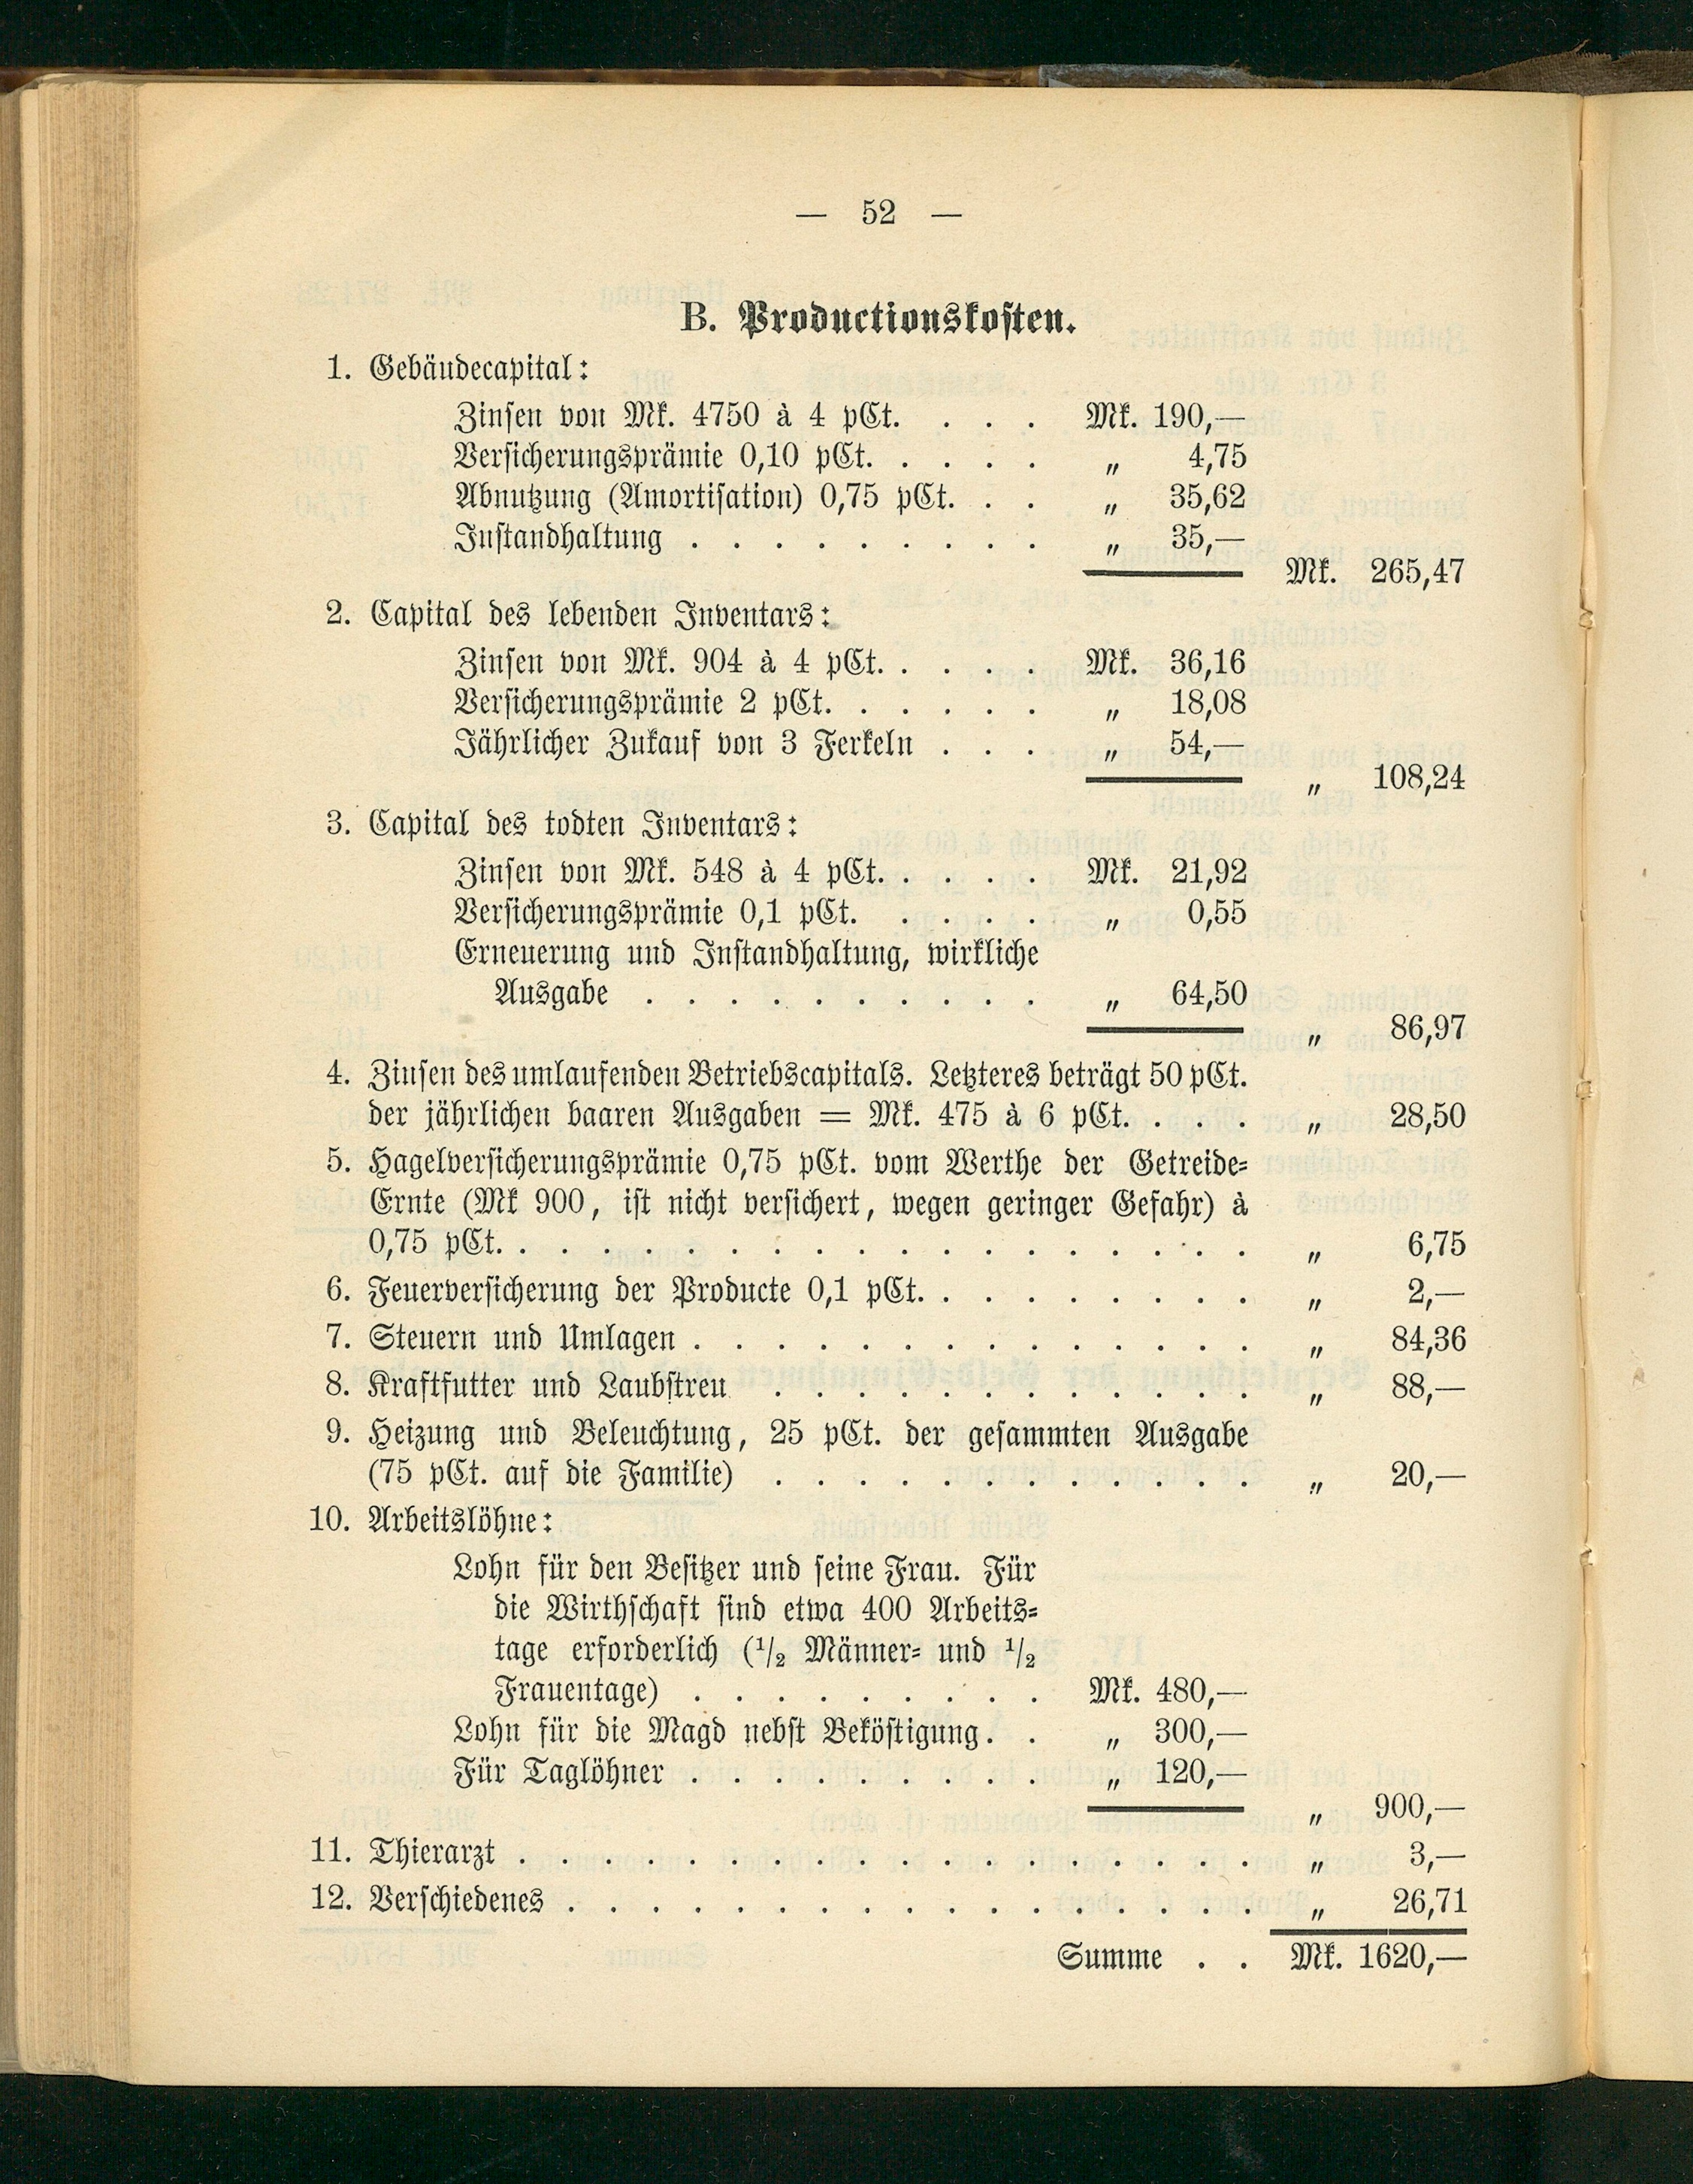 — 52 —
B. Productionskosten.
1. Gebäudecapital:
Zinsen von Mk. 4750 à 4 pCt. . . . Mk. 190,—
Versicherungsprämie 0,10 pCt. . . . . „ 4,75
Abnutzung (Amortisation) 0,75 pCt. . . „ 35,62
Instandhaltung . . . . . . . . . „ 35,—
Mk. 265,47
2. Capital des lebenden Inventars:
Zinsen von Mk. 904 à 4 pCt. . . . . Mk. 36,16
Versicherungsprämie 2 pCt. . . . . . „ 18,08
Jährlicher Zukauf von 3 Ferkeln . . . „ 54,—
„ 108,24
3. Capital des todten Inventars:
Zinsen von Mk. 548 à 4 pCt. . . . . Mk. 21,92
Versicherungsprämie 0,1 pCt. . . . . „ 0,55
Erneuerung und Instandhaltung, wirkliche
Ausgabe . . . . . . . . . . „ 64,50
„ 86,97
4. Zinsen des umlaufenden Betriebscapitals. Letzteres beträgt 50 pCt.
der jährlichen baaren Ausgaben = Mk. 475 à 6 pCt. . . . „ 28,50
5. Hagelversicherungsprämie 0,75 pCt. vom Werthe der Getreide-
Ernte (Mk 900, ist nicht versichert, wegen geringer Gefahr) à
0,75 pCt. . . . . . . . . . . . . . . . . . . „ 6,75
6. Feuerversicherung der Producte 0,1 pCt. . . . . . . . . „ 2,—
7. Steuern und Umlagen . . . . . . . . . . . . . . „ 84,36
8. Kraftfutter und Laubstreu . . . . . . . . . . . . „ 88,—
9. Heizung und Beleuchtung, 25 pCt. der gesammten Ausgabe
(75 pCt. auf die Familie) . . . . . . . . . . . . „ 20,—
10. Arbeitslöhne:
Lohn für den Besitzer und seine Frau. Für
die Wirthschaft sind etwa 400 Arbeits-
tage erforderlich (1/2 Männer- und 1/2
Frauentage) . . . . . . . . . Mk. 480,—
Lohn für die Magd nebst Beköstigung. . „ 300,—
Für Taglöhner . . . . . . . . . „ 120,—
„ 900,—
11. Thierarzt . . . . . . . . . . . . . . . . . . „ 3,—
12. Verschiedenes . . . . . . . . . . . . . . . . . „ 26,71
Summe . . Mk. 1620,—